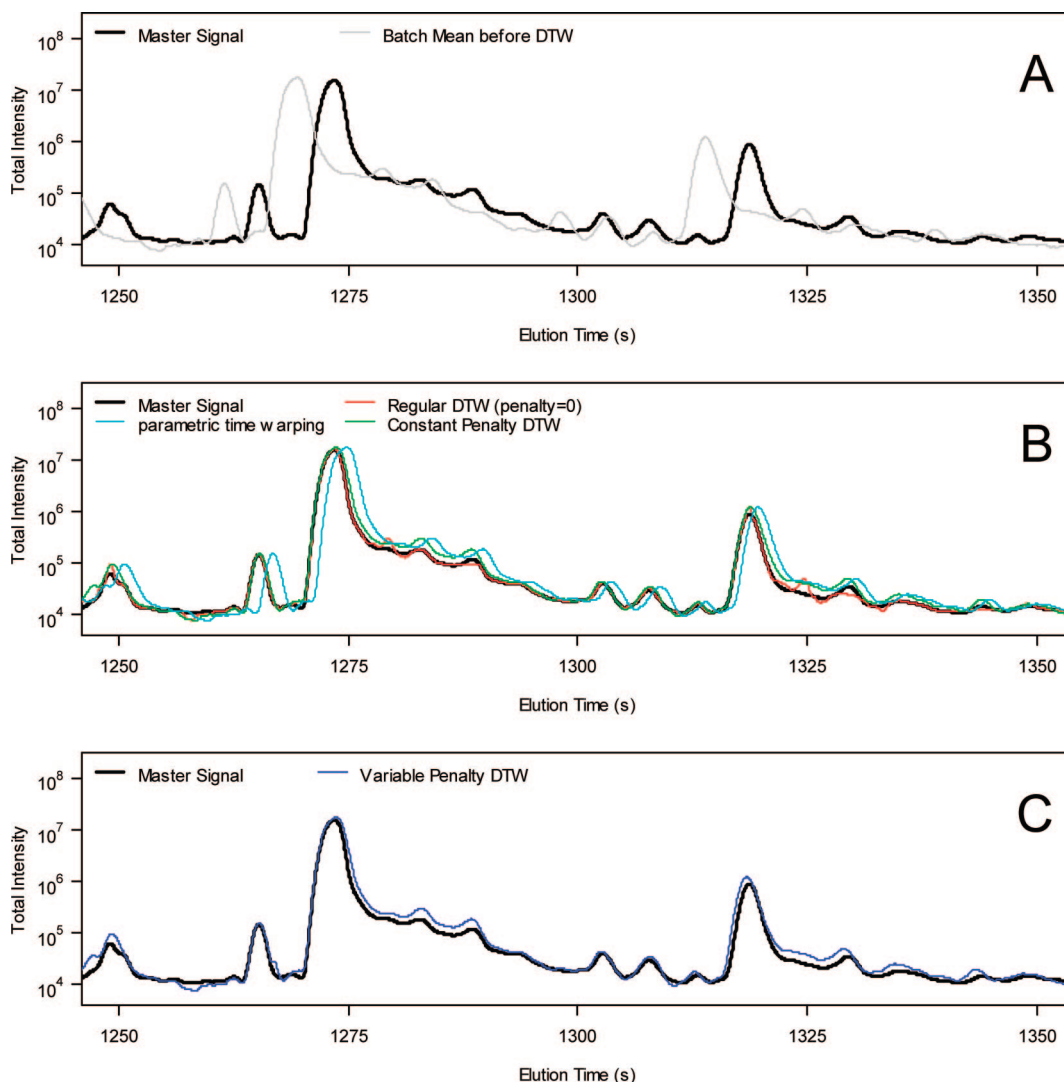 Master Signal Batch Mean before DTW
A
Total Intensity
10⁸
10⁷
10⁶
10⁵
10⁴
1250 1275 1300 1325 1350
Elution Time (s)
Master Signal Regular DTW (penalty=0)
parametric time w arping Constant Penalty DTW
B
Total Intensity
10⁸
10⁷
10⁶
10⁵
10⁴
1250 1275 1300 1325 1350
Elution Time (s)
Master Signal Variable Penalty DTW
C
Total Intensity
10⁸
10⁷
10⁶
10⁵
10⁴
1250 1275 1300 1325 1350
Elution Time (s)